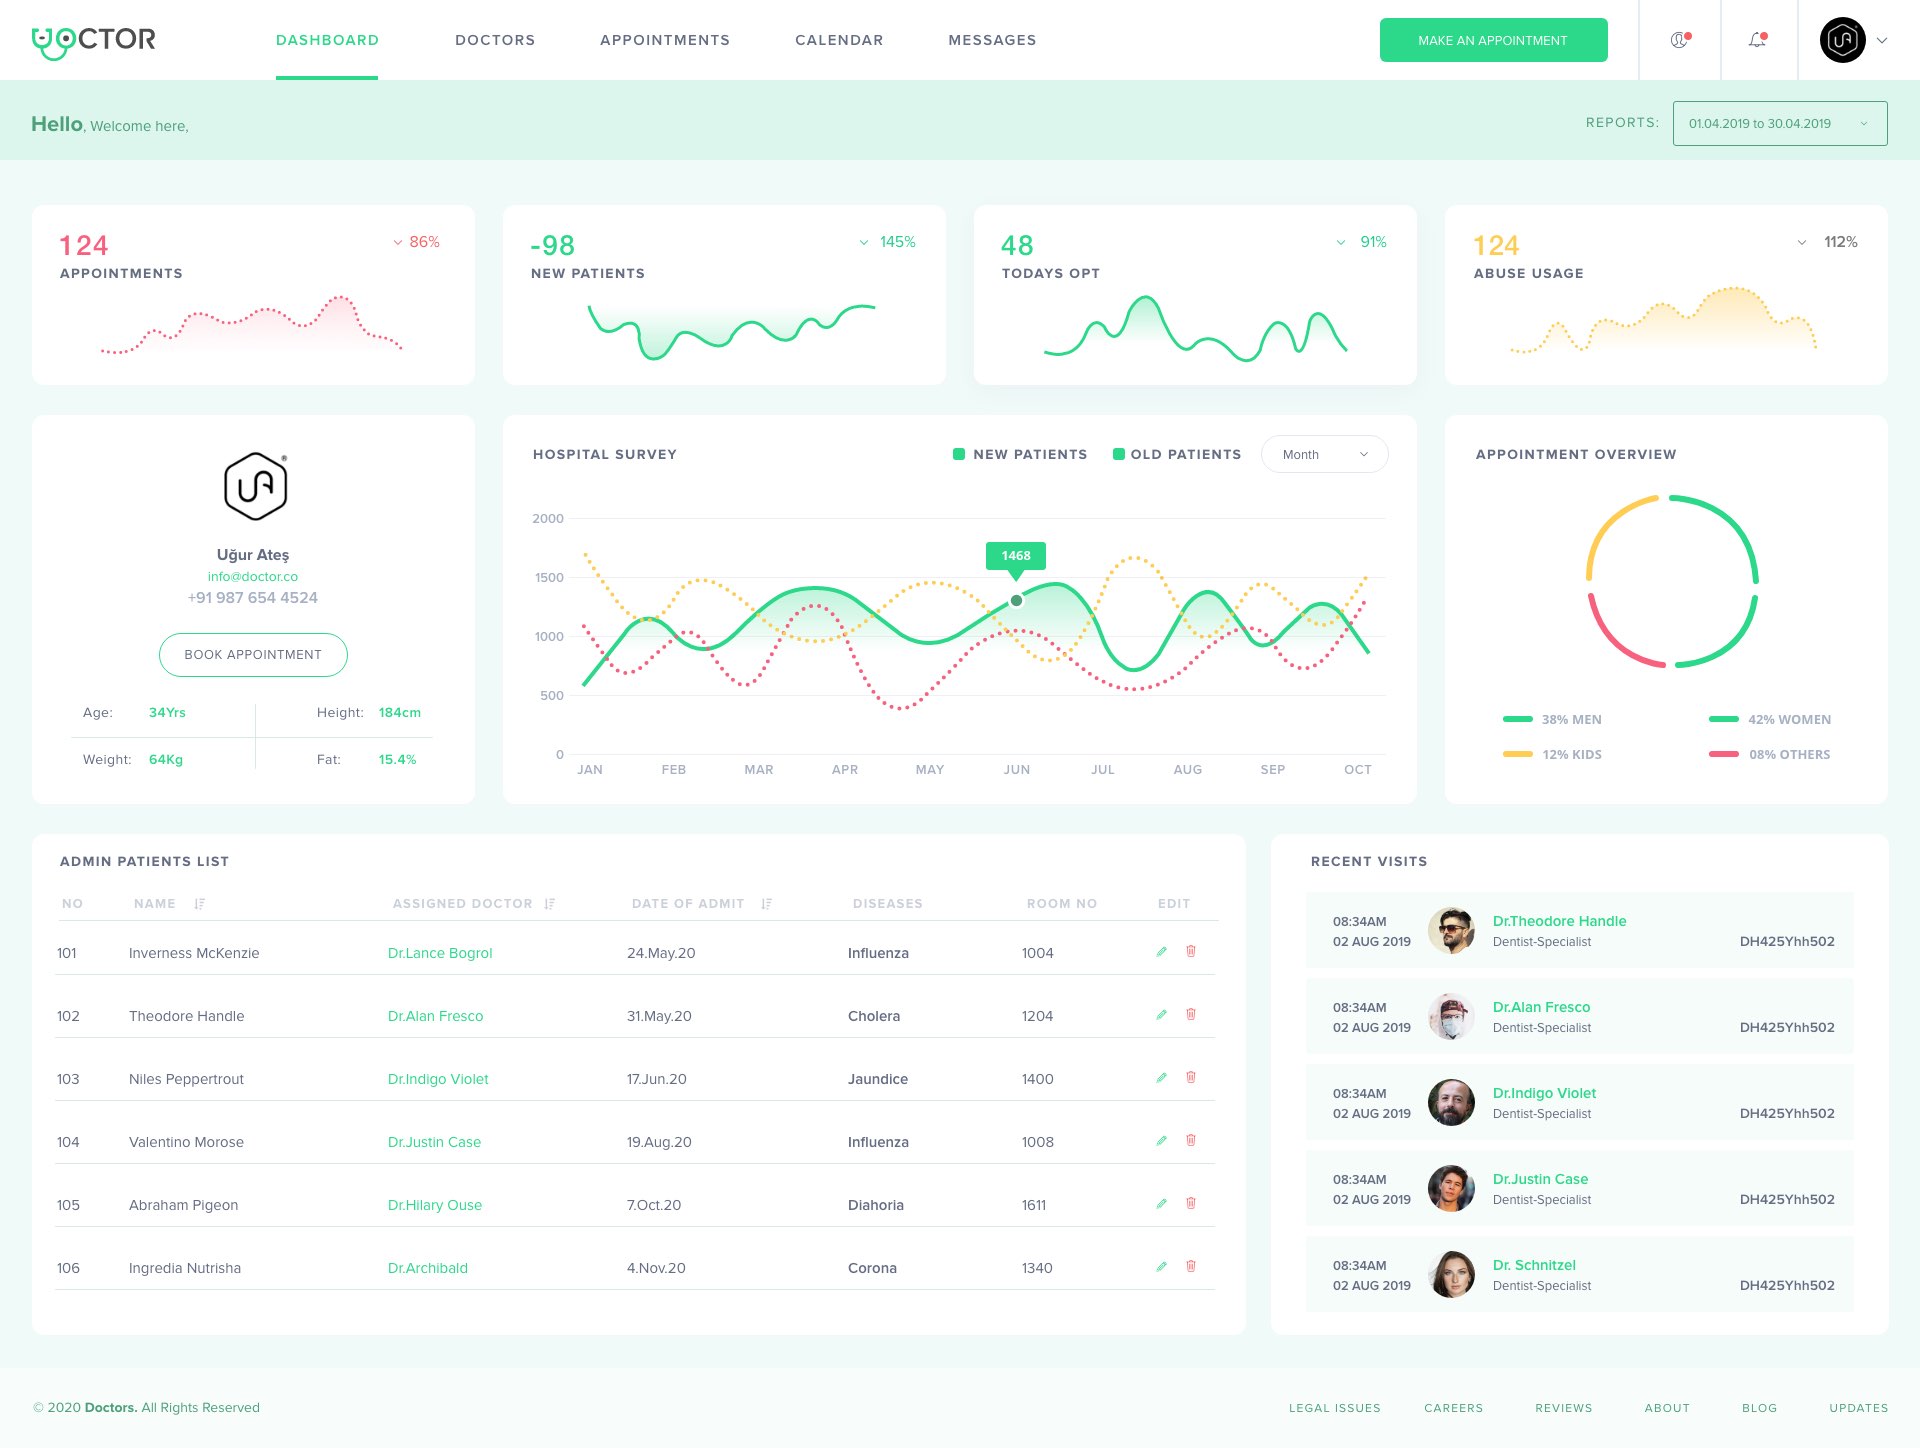 DOCTOR
DASHBOARD DOCTORS APPOINTMENTS CALENDAR MESSAGES
MAKE AN APPOINTMENT
Hello, Welcome here,
REPORTS: 01.04.2019 to 30.04.2019
124 86%
APPOINTMENTS
-98 145%
NEW PATIENTS
48 91%
TODAYS OPT
124 112%
ABUSE USAGE
Uğur Ateş
info@doctor.co
+91 987 654 4524
BOOK APPOINTMENT
Age: 34Yrs Height: 184cm
Weight: 64Kg Fat: 15.4%
HOSPITAL SURVEY NEW PATIENTS OLD PATIENTS Month
2000
1468
1500
1000
500
0
JAN FEB MAR APR MAY JUN JUL AUG SEP OCT
APPOINTMENT OVERVIEW
38% MEN 42% WOMEN
12% KIDS 08% OTHERS
ADMIN PATIENTS LIST
NO NAME ASSIGNED DOCTOR DATE OF ADMIT DISEASES ROOM NO EDIT
101 Inverness McKenzie Dr.Lance Bogrol 24.May.20 Influenza 1004
102 Theodore Handle Dr.Alan Fresco 31.May.20 Cholera 1204
103 Niles Peppertrout Dr.Indigo Violet 17.Jun.20 Jaundice 1400
104 Valentino Morose Dr.Justin Case 19.Aug.20 Influenza 1008
105 Abraham Pigeon Dr.Hilary Ouse 7.Oct.20 Diahoria 1611
106 Ingredia Nutrisha Dr.Archibald 4.Nov.20 Corona 1340
RECENT VISITS
08:34AM Dr.Theodore Handle
02 AUG 2019 Dentist-Specialist DH425Yhh502
08:34AM Dr.Alan Fresco
02 AUG 2019 Dentist-Specialist DH425Yhh502
08:34AM Dr.Indigo Violet
02 AUG 2019 Dentist-Specialist DH425Yhh502
08:34AM Dr.Justin Case
02 AUG 2019 Dentist-Specialist DH425Yhh502
08:34AM Dr. Schnitzel
02 AUG 2019 Dentist-Specialist DH425Yhh502
© 2020 Doctors. All Rights Reserved
LEGAL ISSUES CAREERS REVIEWS ABOUT BLOG UPDATES